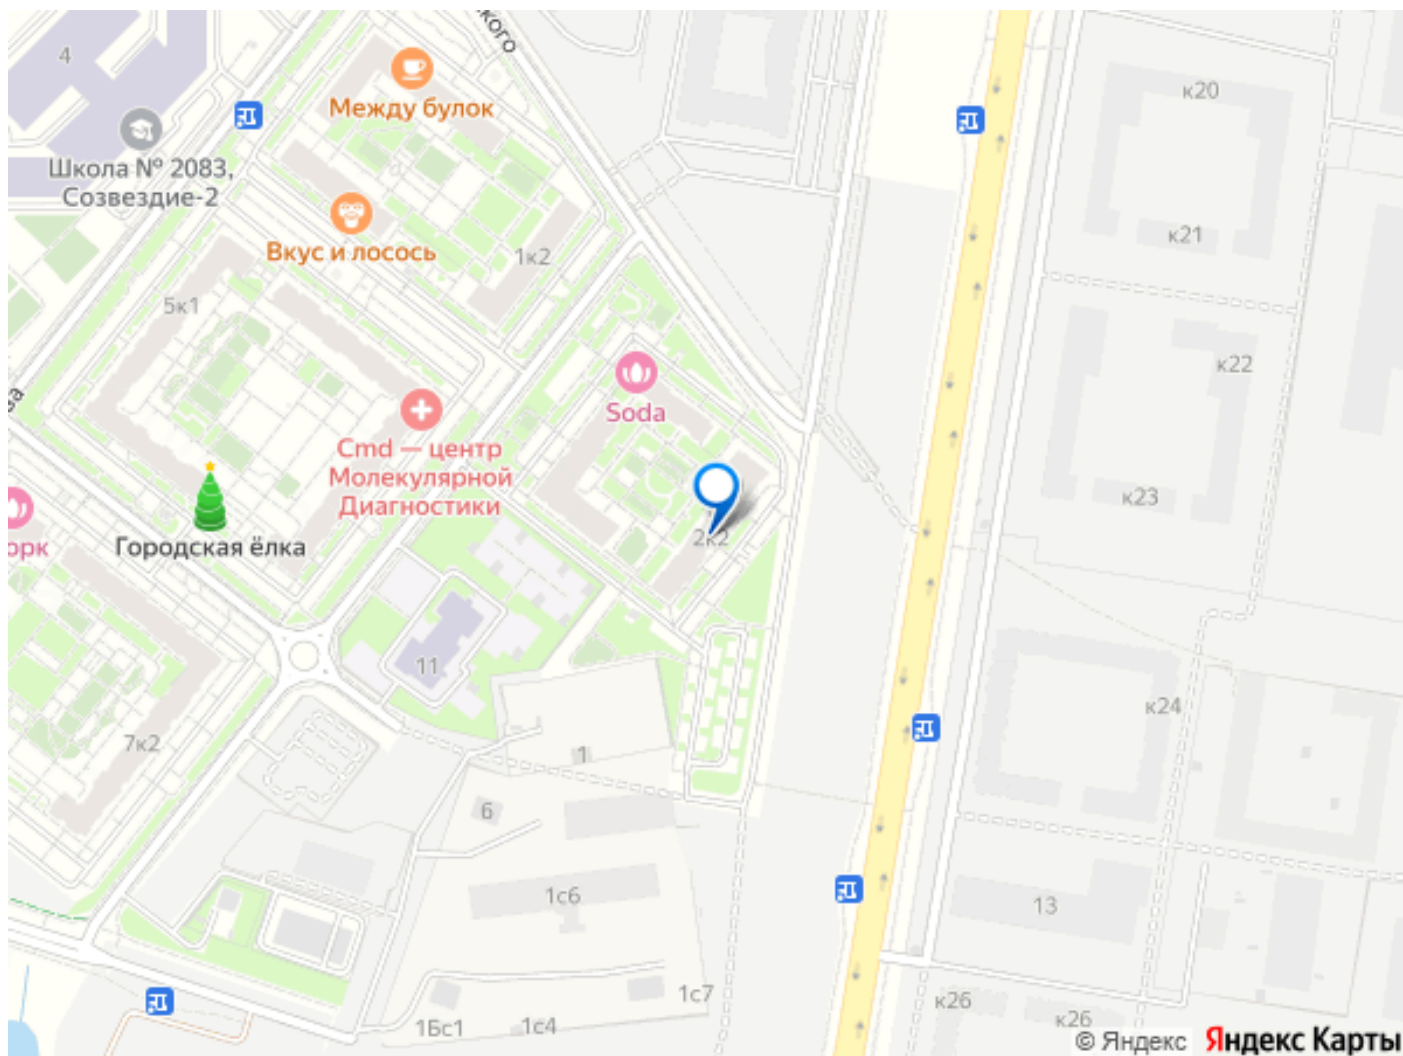 кого
4
Между булок
к20
Школа № 2083,
Созвездие-2
Вкус и лосось
1к2
к21
5к1
к22
Soda
ва
Cmd — центр
Молекулярной
Диагностики
к23
2к2
орк
Городская ёлка
11
к24
7к2
1
6
1с6
13
1с7
к26
1Бс1
1с4
к26
© Яндекс Яндекс Карты